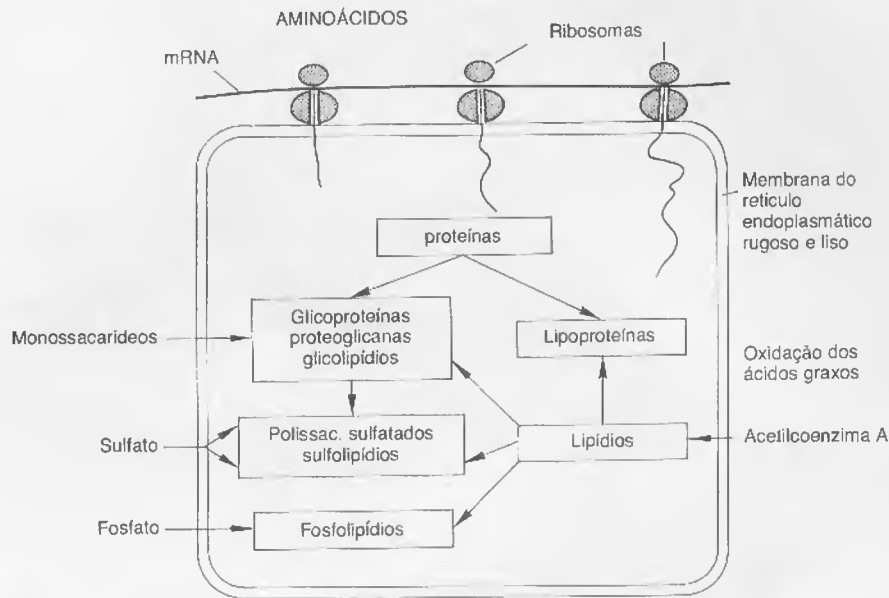 AMINOÁCIDOS
Ribosomas
mRNA
Membrana do
retículo
endoplasmático
rugoso e liso
proteínas
Glicoproteínas
proteoglicanas
glicolipídios
Monossacarídeos
Lipoproteínas
Oxidação dos
ácidos graxos
Sulfato
Polissac. sulfatados
sulfolipídios
Lipídios
Acetilcoenzima A
Fosfato
Fosfolipídios